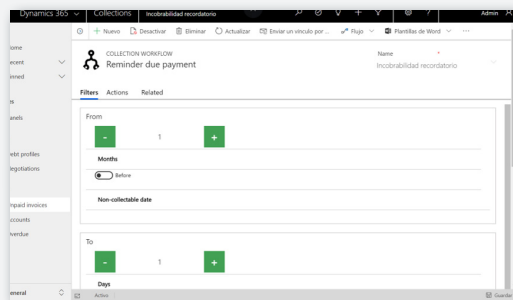 Dynamics 365
Collections
Incobrabilidad recordatorio
Admin
Nuevo
Desactivar
Eliminar
Actualizar
Enviar un vínculo por ...
Flujo
Plantillas de Word
COLLECTION WORKFLOW
Reminder due payment
Name *
Incobrabilidad recordatorio
Filters Actions Related
ome
ecent
inned
anels
ebt profiles
legotiations
npaid invoices
ccounts
verdue
eneral
From
- 1 +
Months
Before
Non-collectable date
To
- 1 +
Days
Activo
Guardar